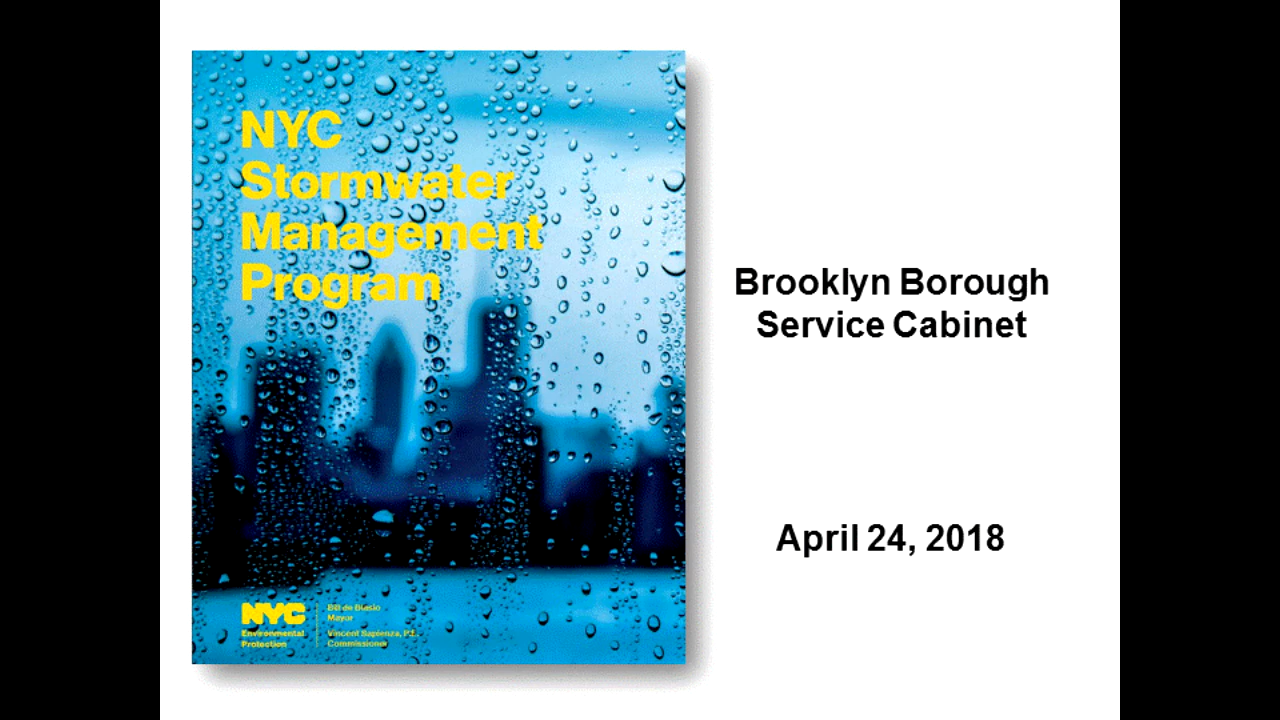 NYC
Stormwater
Management
Program
NYC
Environmental
Protection
Bill de Blasio
Mayor
Vincent Sapienza, P.E.
Commissioner
Brooklyn Borough
Service Cabinet
April 24, 2018